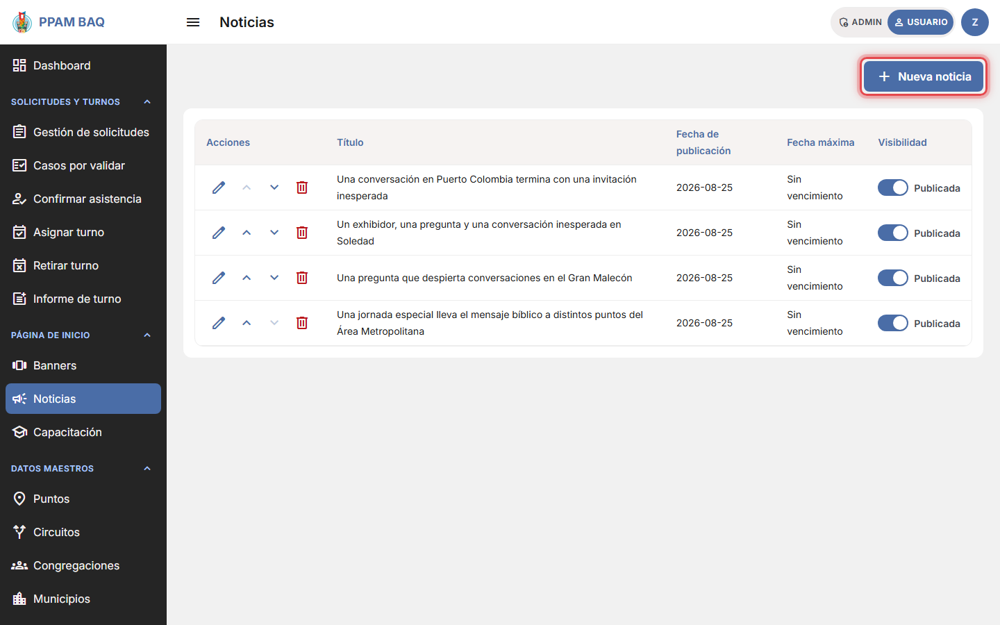 PPAM BAQ
Noticias
ADMIN
USUARIO
Z
Dashboard
SOLICITUDES Y TURNOS
Gestión de solicitudes
Casos por validar
Confirmar asistencia
Asignar turno
Retirar turno
Informe de turno
PÁGINA DE INICIO
Banners
Noticias
Capacitación
DATOS MAESTROS
Puntos
Circuitos
Congregaciones
Municipios
Nueva noticia
Acciones
Título
Fecha de
publicación
Fecha máxima
Visibilidad
Una conversación en Puerto Colombia termina con una invitación
inesperada
2026-08-25
Sin
vencimiento
Publicada
Un exhibidor, una pregunta y una conversación inesperada en
Soledad
2026-08-25
Sin
vencimiento
Publicada
Una pregunta que despierta conversaciones en el Gran Malecón
2026-08-25
Sin
vencimiento
Publicada
Una jornada especial lleva el mensaje bíblico a distintos puntos del
Área Metropolitana
2026-08-25
Sin
vencimiento
Publicada